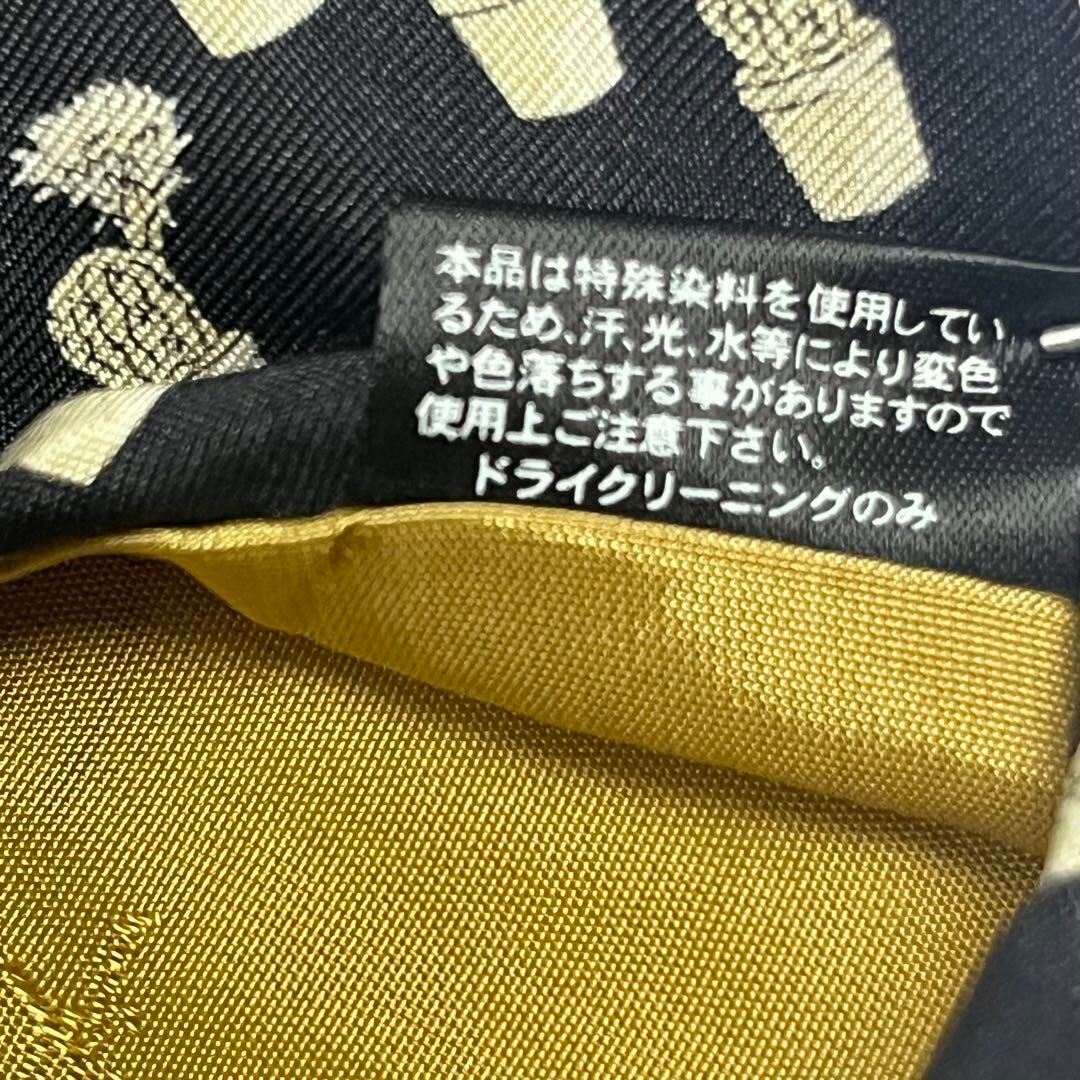 本品は特殊染料を使用してい
るため、汗、光、水等により変色
や色落ちする事がありますので
使用上ご注意下さい。
ドライクリーニングのみ